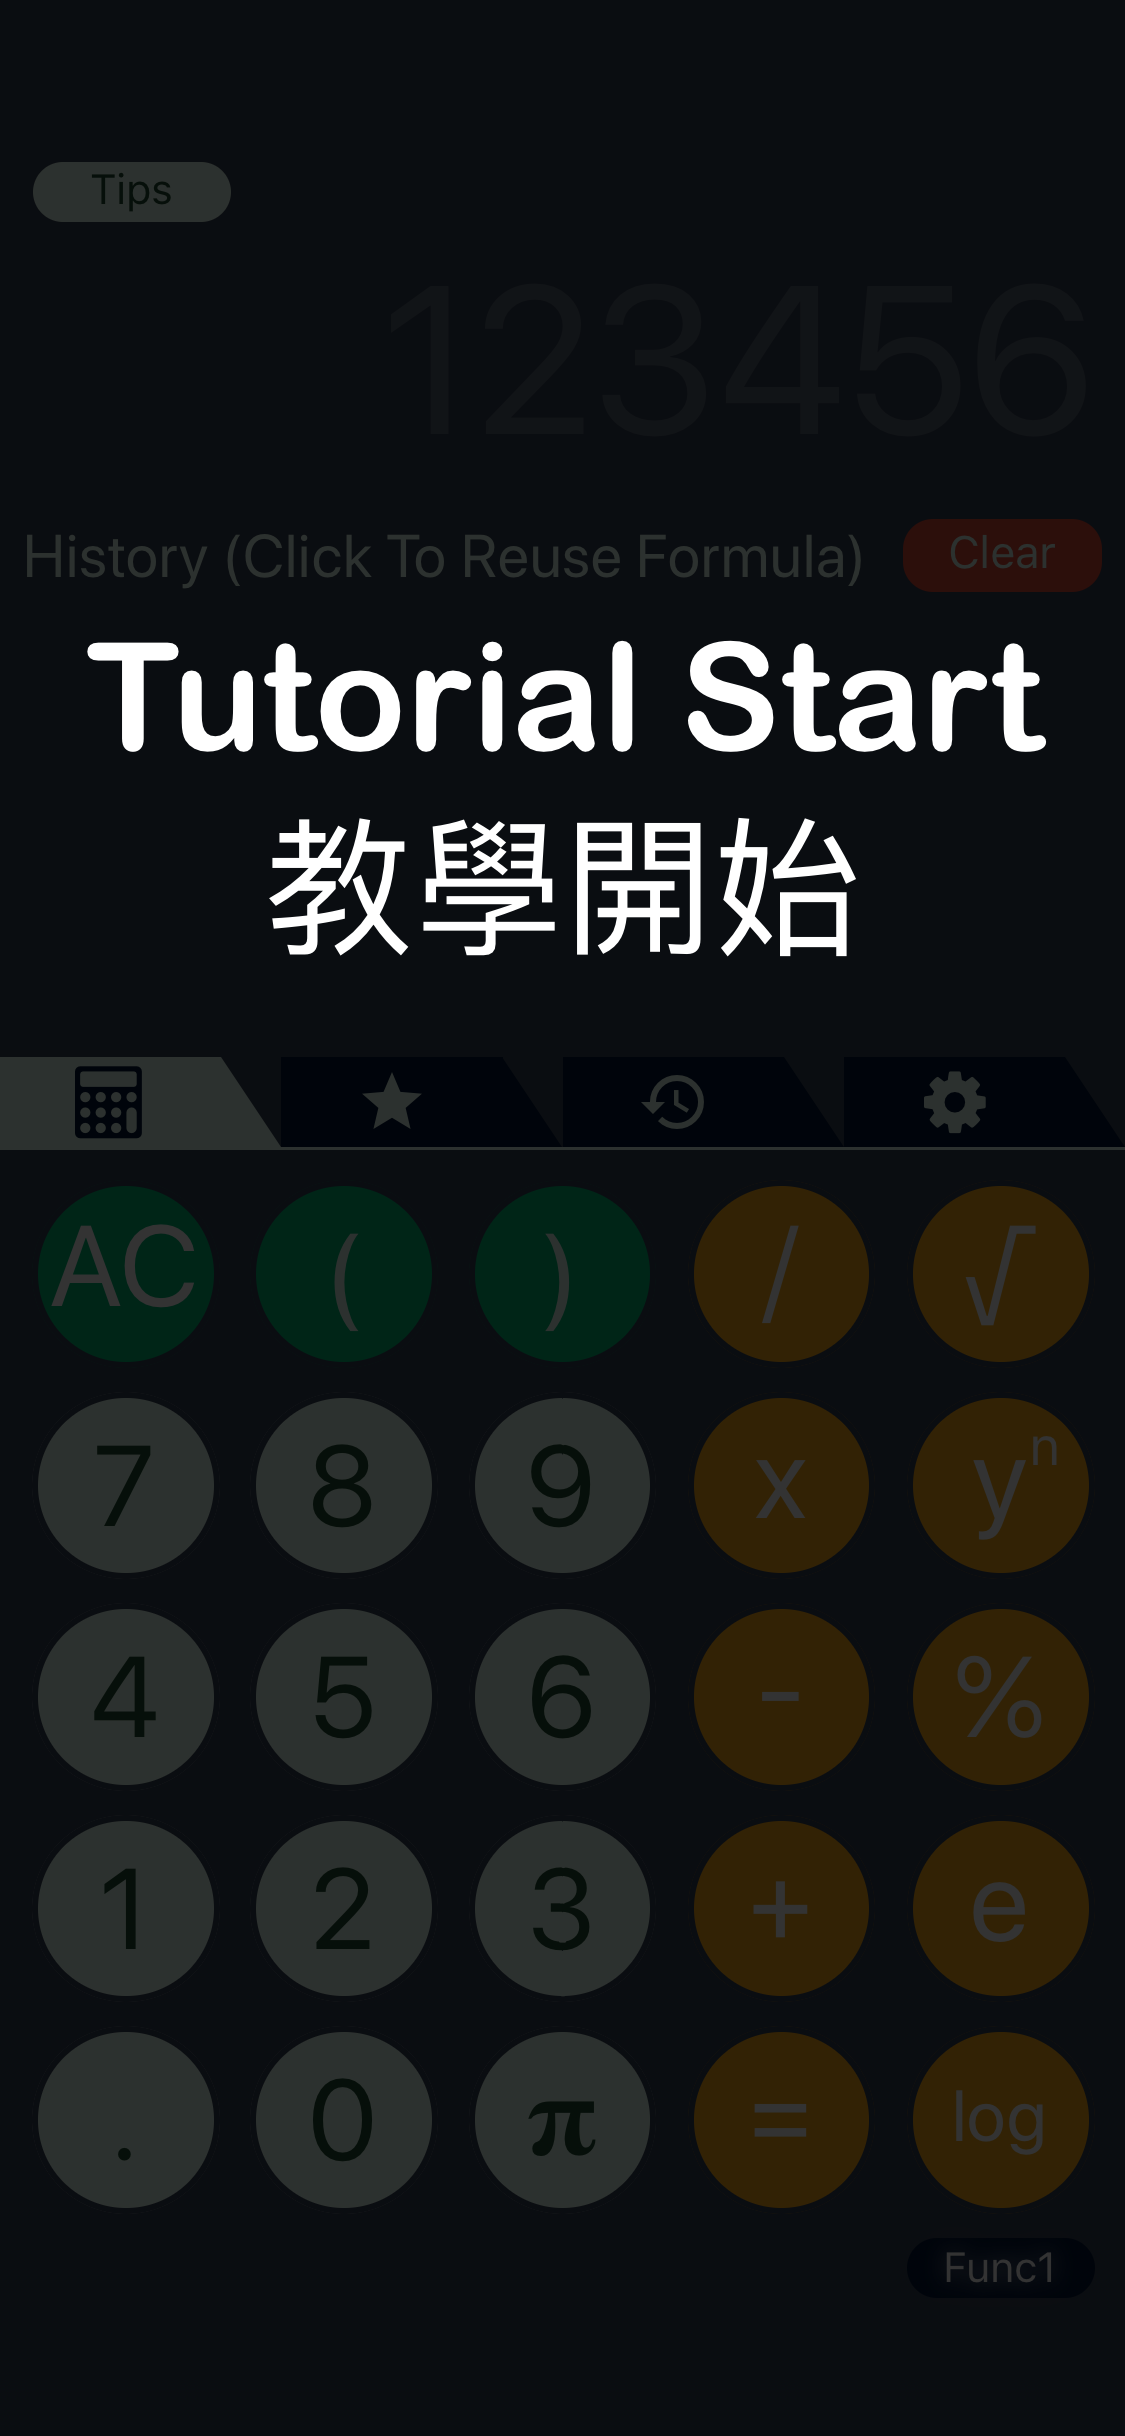 Tips
123456
History (Click To Reuse Formula) Clear
Tutorial Start
教學開始
AC ( ) / √
7 8 9 x yⁿ
4 5 6 - %
1 2 3 + e
. 0 π = log
Func1